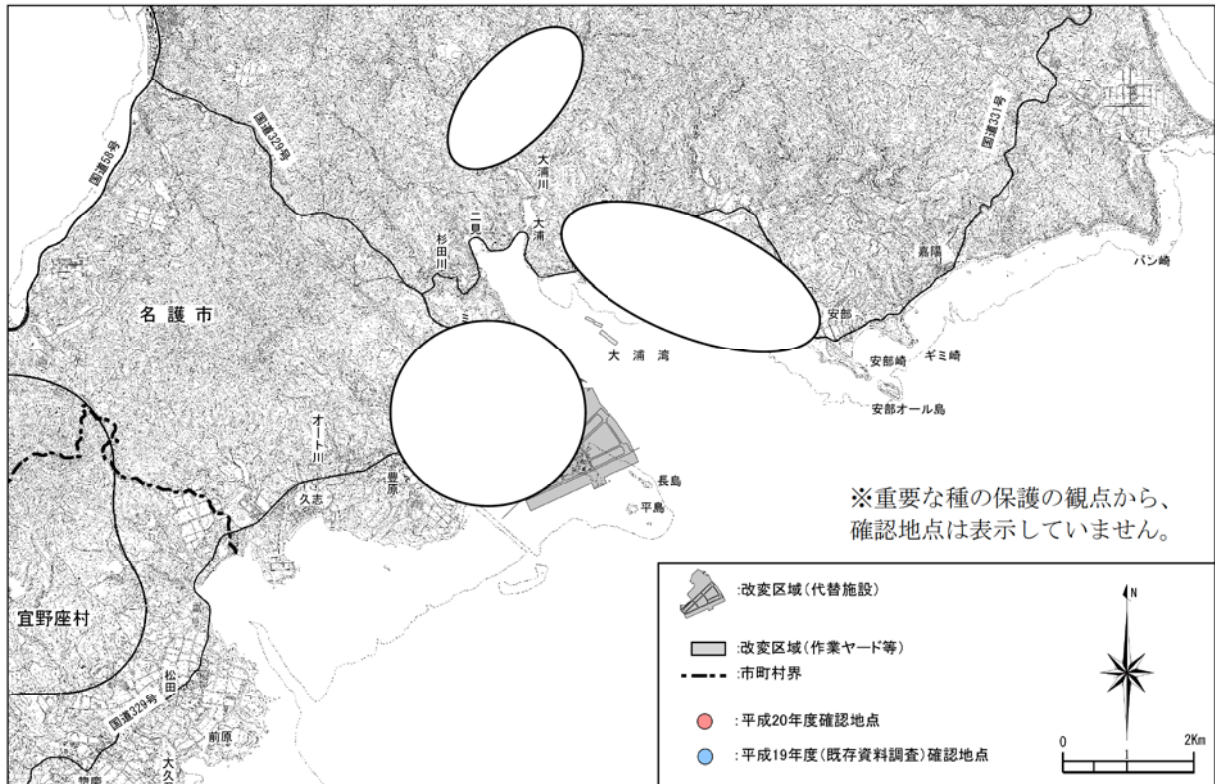 国道58号
国道329号
国道331号
大浦川
二見
大浦
杉田川
嘉陽
バン崎
名護市
安部
大浦湾
安部崎
ギミ崎
安部オール島
オート川
豊原
久志
長島
平島
※重要な種の保護の観点から、
確認地点は表示していません。
宜野座村
松田
国道329号
前原
:改変区域(代替施設)
:改変区域(作業ヤード等)
:市町村界
:平成20年度確認地点
:平成19年度(既存資料調査)確認地点
N
0 1 2Km